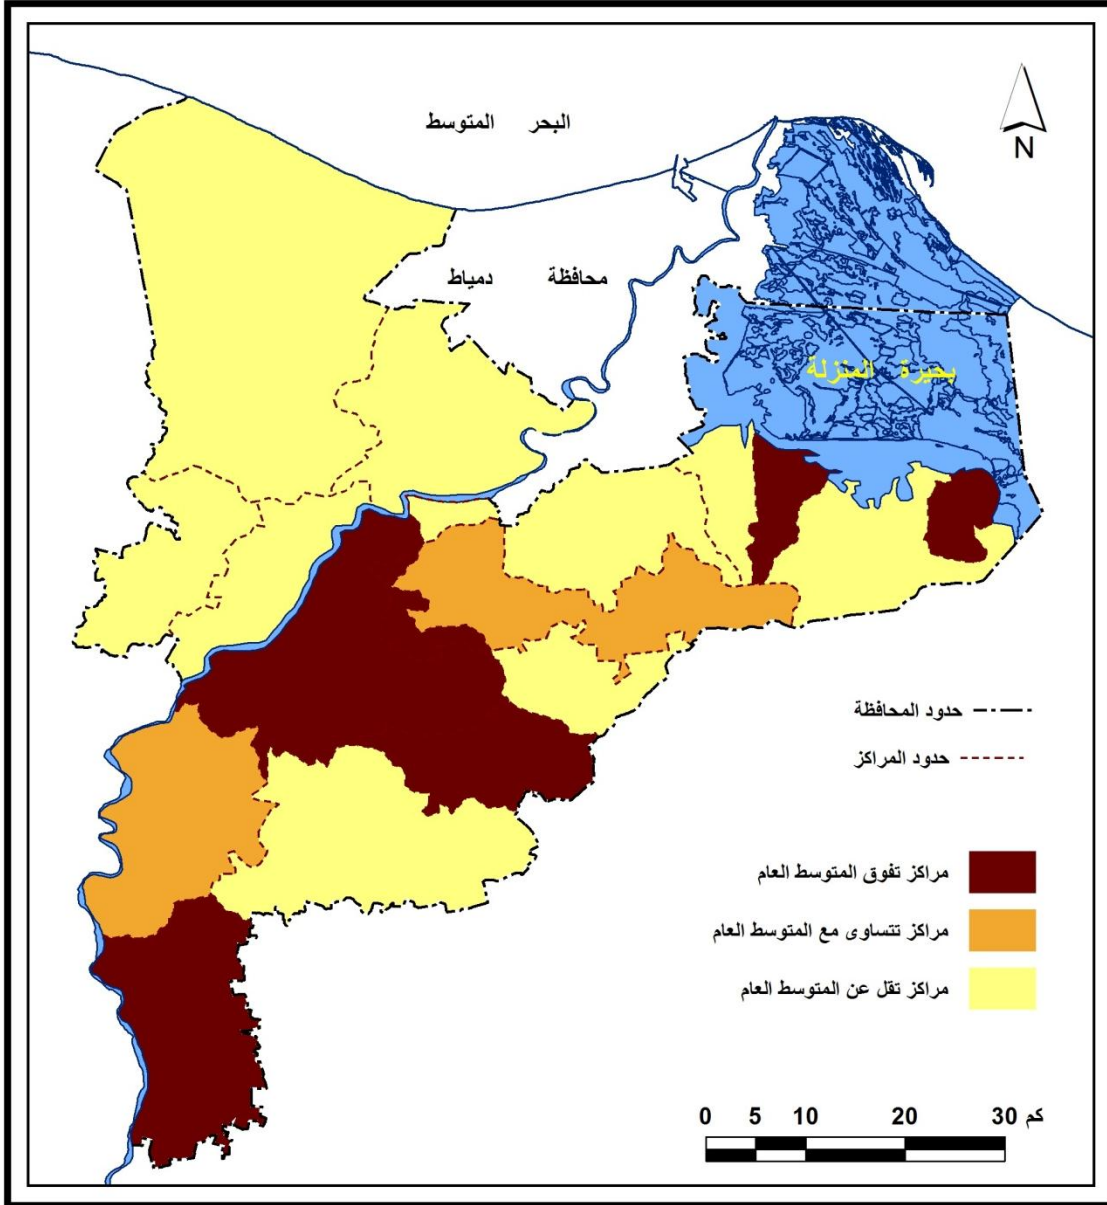 البحر المتوسط
N
محافظة دمياط
بحيرة المنزلة
حدود المحافظة
حدود المراكز
مراكز تفوق المتوسط العام
مراكز تتساوى مع المتوسط العام
مراكز تقل عن المتوسط العام
0 5 10 20 30 كم